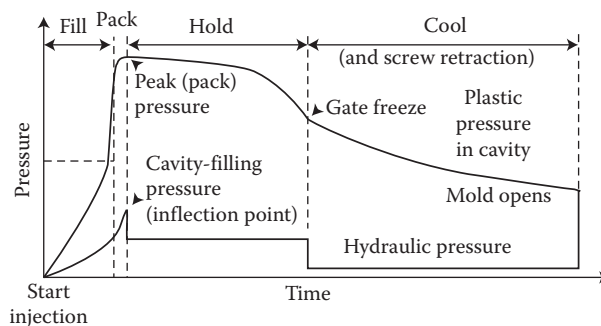 Fill
Pack
Hold
Cool
(and screw retraction)
Peak (pack)
pressure
Gate freeze
Plastic
pressure
in cavity
Cavity-filling
pressure
(inflection point)
Mold opens
Hydraulic pressure
Pressure
Start
injection
Time